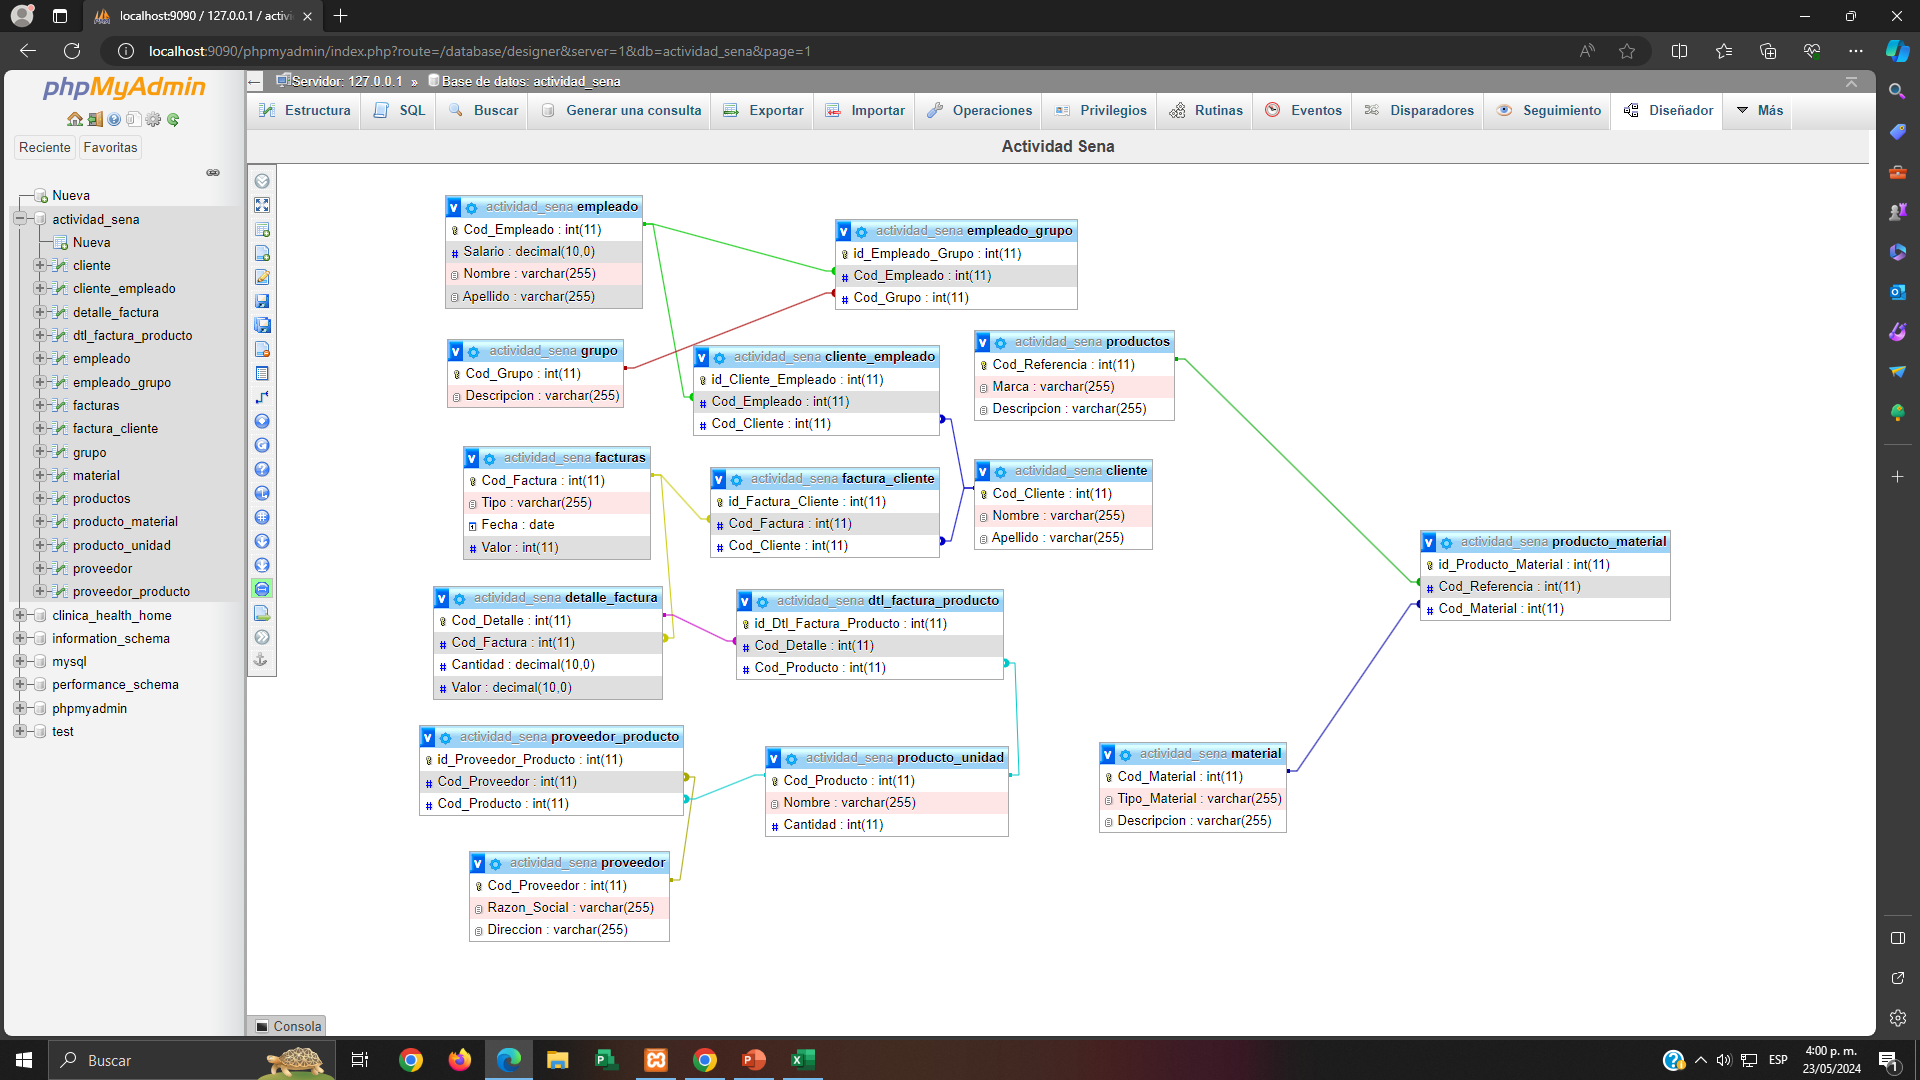 localhost:9090 / 127.0.0.1 / activi
localhost:9090/phpmyadmin/index.php?route=/database/designer&server=1&db=actividad_sena&page=1
phpMyAdmin
Reciente
Favoritas
Nueva
actividad_sena
Nueva
cliente
cliente_empleado
detalle_factura
dtl_factura_producto
empleado
empleado_grupo
facturas
factura_cliente
grupo
material
productos
producto_material
producto_unidad
proveedor
proveedor_producto
clinica_health_home
information_schema
mysql
performance_schema
phpmyadmin
test
Servidor: 127.0.0.1 » Base de datos: actividad_sena
Estructura SQL Buscar Generar una consulta Exportar Importar Operaciones Privilegios Rutinas Eventos Disparadores Seguimiento Diseñador Más
Actividad Sena
actividad_sena empleado
Cod_Empleado : int(11)
Salario : decimal(10,0)
Nombre : varchar(255)
Apellido : varchar(255)
actividad_sena empleado_grupo
id_Empleado_Grupo : int(11)
Cod_Empleado : int(11)
Cod_Grupo : int(11)
actividad_sena grupo
Cod_Grupo : int(11)
Descripcion : varchar(255)
actividad_sena cliente_empleado
id_Cliente_Empleado : int(11)
Cod_Empleado : int(11)
Cod_Cliente : int(11)
actividad_sena productos
Cod_Referencia : int(11)
Marca : varchar(255)
Descripcion : varchar(255)
actividad_sena facturas
Cod_Factura : int(11)
Tipo : varchar(255)
Fecha : date
Valor : int(11)
actividad_sena factura_cliente
id_Factura_Cliente : int(11)
Cod_Factura : int(11)
Cod_Cliente : int(11)
actividad_sena cliente
Cod_Cliente : int(11)
Nombre : varchar(255)
Apellido : varchar(255)
actividad_sena producto_material
id_Producto_Material : int(11)
Cod_Referencia : int(11)
Cod_Material : int(11)
actividad_sena detalle_factura
Cod_Detalle : int(11)
Cod_Factura : int(11)
Cantidad : decimal(10,0)
Valor : decimal(10,0)
actividad_sena dtl_factura_producto
id_Dtl_Factura_Producto : int(11)
Cod_Detalle : int(11)
Cod_Producto : int(11)
actividad_sena proveedor_producto
id_Proveedor_Producto : int(11)
Cod_Proveedor : int(11)
Cod_Producto : int(11)
actividad_sena producto_unidad
Cod_Producto : int(11)
Nombre : varchar(255)
Cantidad : int(11)
actividad_sena material
Cod_Material : int(11)
Tipo_Material : varchar(255)
Descripcion : varchar(255)
actividad_sena proveedor
Cod_Proveedor : int(11)
Razon_Social : varchar(255)
Direccion : varchar(255)
Consola
Buscar
ESP
4:00 p. m.
23/05/2024
1